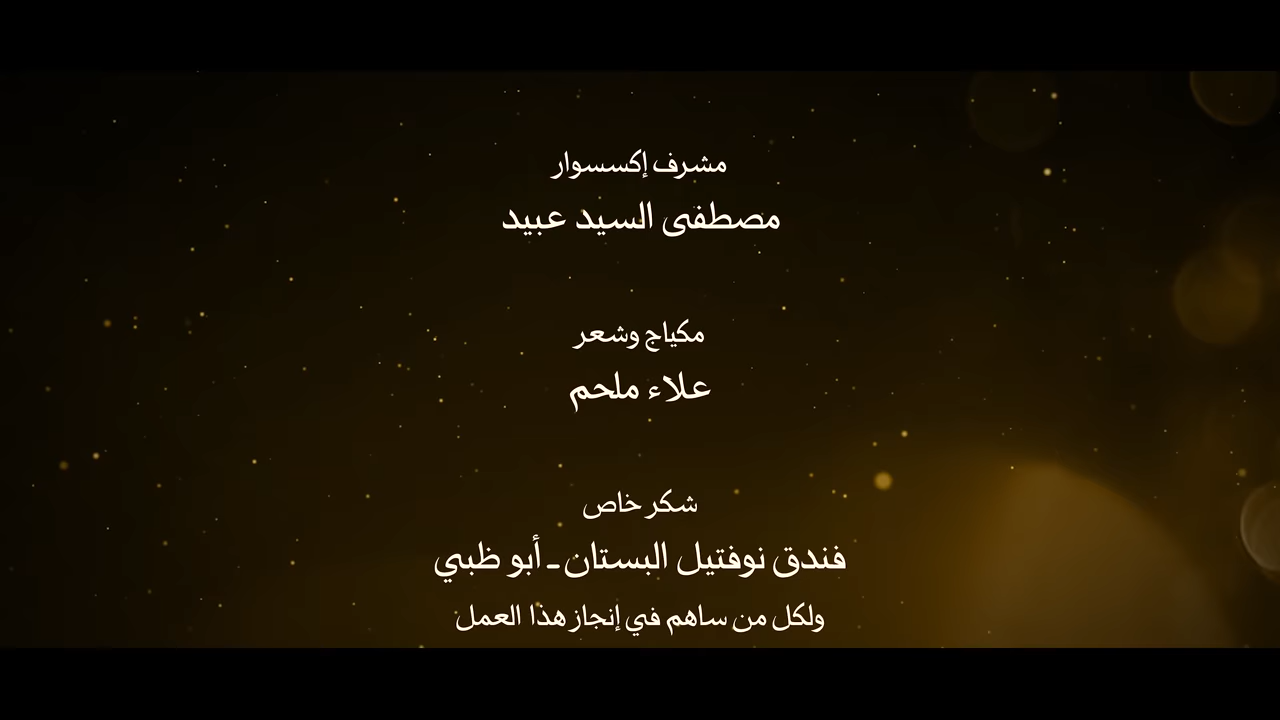 مشرف إكسسوار
مصطفى السيد عبيد
مكياج وشعر
علاء ملحم
شكر خاص
فندق نوفتيل البستان - أبو ظبي
ولكل من ساهم في إنجاز هذا العمل